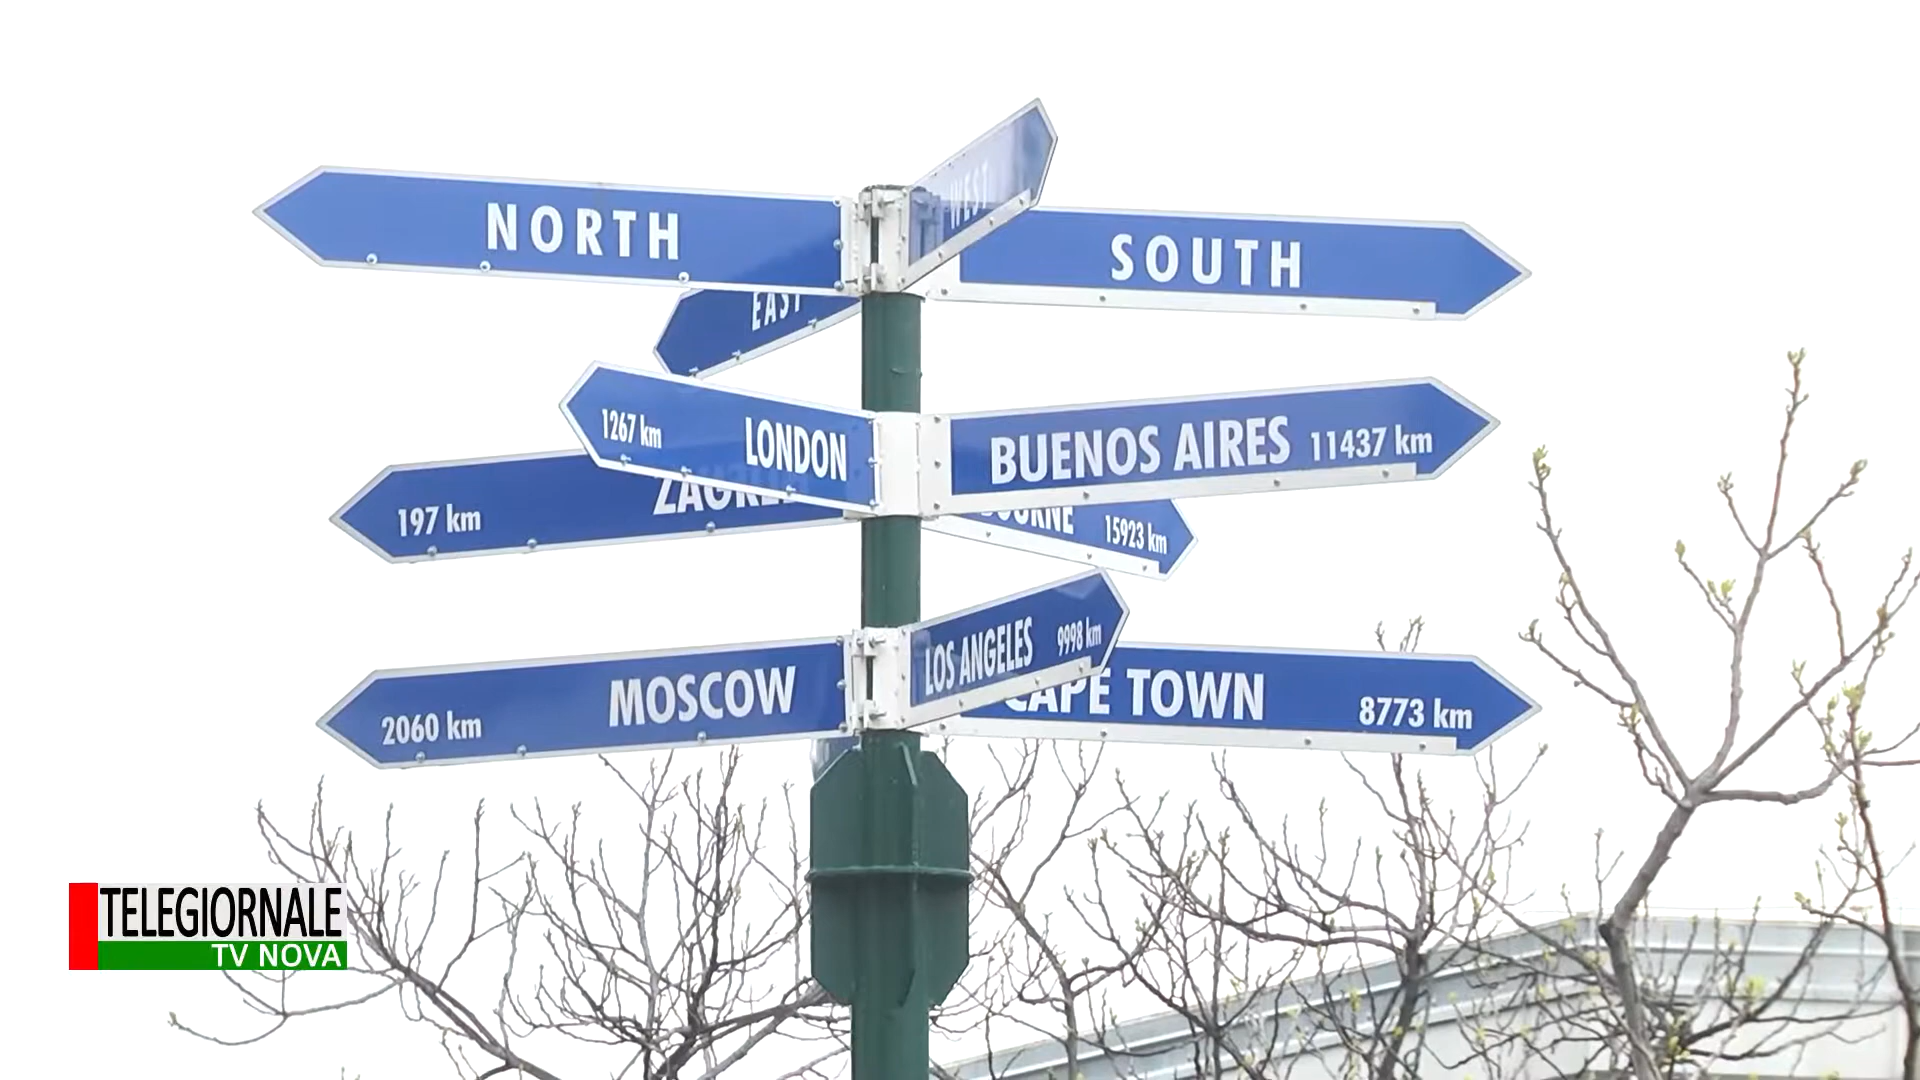 NORTH
WEST
SOUTH
EAST
1267 km LONDON
BUENOS AIRES 11437 km
197 km
15923 km
LOS ANGELES 9998 km
2060 km MOSCOW
CAPE TOWN 8773 km
TELEGIORNALE
TV NOVA